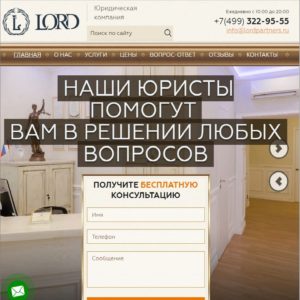 L LORD
Юридическая
компания
Ежедневно с 10:00 до 20:00
+7(499) 322-95-55
info@lordpartners.ru
Поиск по сайту
ГЛАВНАЯ О НАС УСЛУГИ ЦЕНЫ ВОПРОС-ОТВЕТ ОТЗЫВЫ КОНТАКТЫ
НАШИ ЮРИСТЫ
ПОМОГУТ
ВАМ В РЕШЕНИИ ЛЮБЫХ
ВОПРОСОВ
ПОЛУЧИТЕ БЕСПЛАТНУЮ
КОНСУЛЬТАЦИЮ
Имя
Телефон
Сообщение